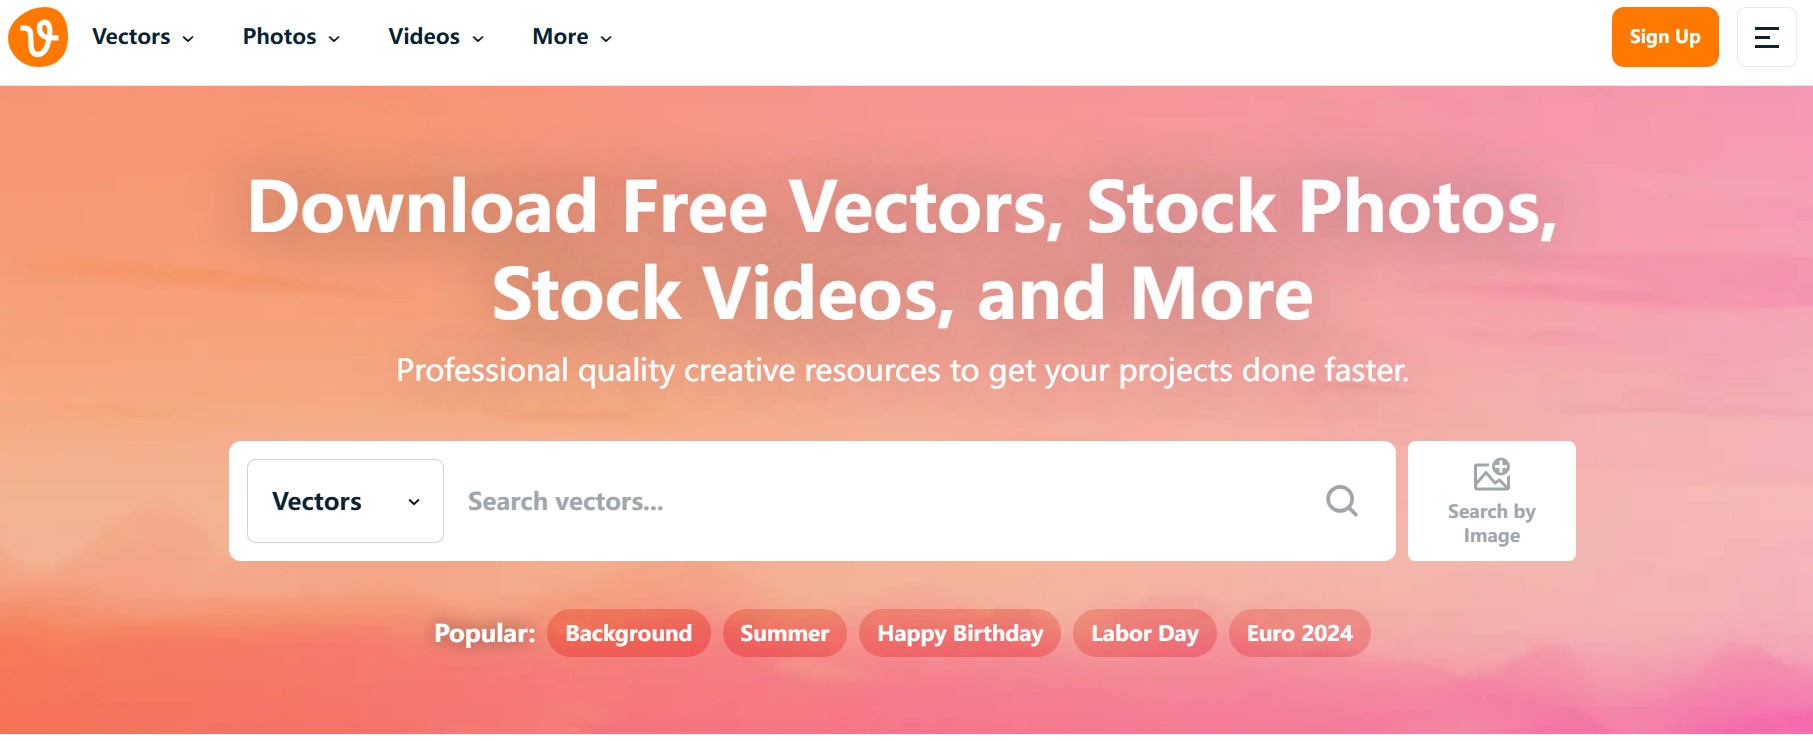 Vectors Photos Videos More Sign Up
Download Free Vectors, Stock Photos,
Stock Videos, and More
Professional quality creative resources to get your projects done faster.
Vectors Search vectors...
Search by
Image
Popular: Background Summer Happy Birthday Labor Day Euro 2024